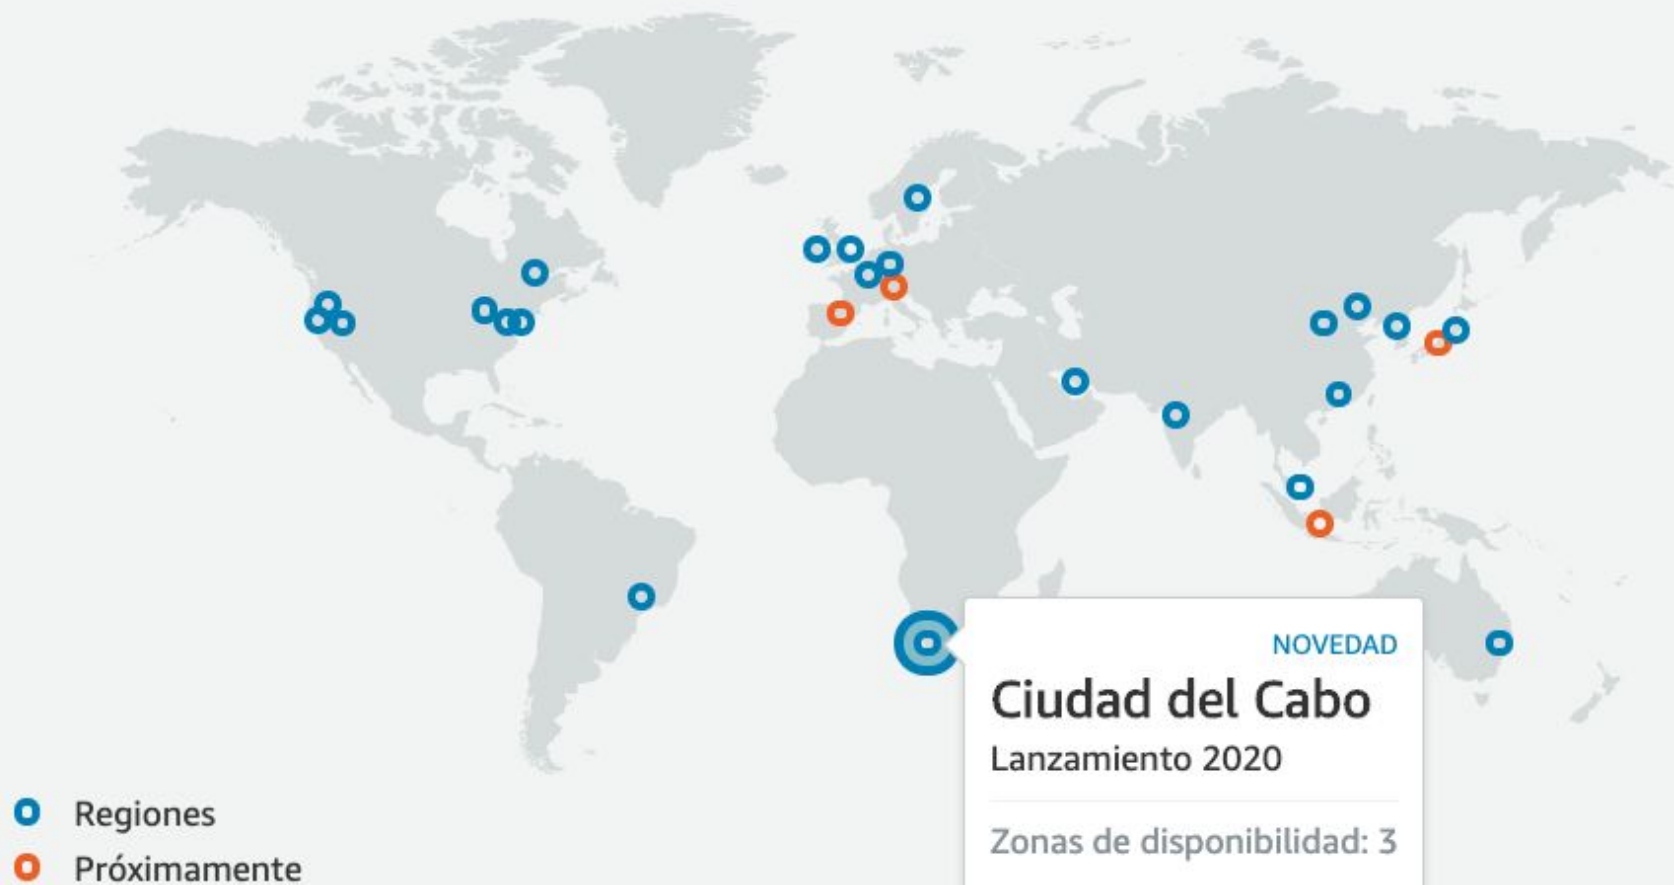 NOVEDAD
Ciudad del Cabo
Lanzamiento 2020
Zonas de disponibilidad: 3
Regiones
Próximamente